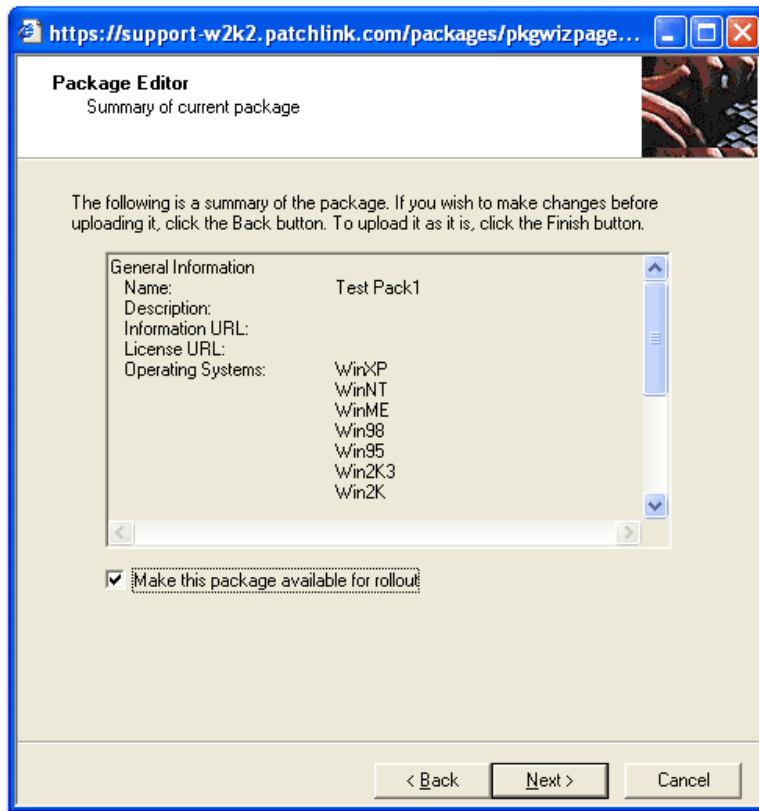 https://support-w2k2.patchlink.com/packages/pkgwizpage...
Package Editor
Summary of current package
The following is a summary of the package. If you wish to make changes before
uploading it, click the Back button. To upload it as it is, click the Finish button.
General Information
Name: Test Pack1
Description:
Information URL:
License URL:
Operating Systems: WinXP
WinNT
WinME
Win98
Win95
Win2K3
Win2K
Make this package available for rollout
< Back Next > Cancel